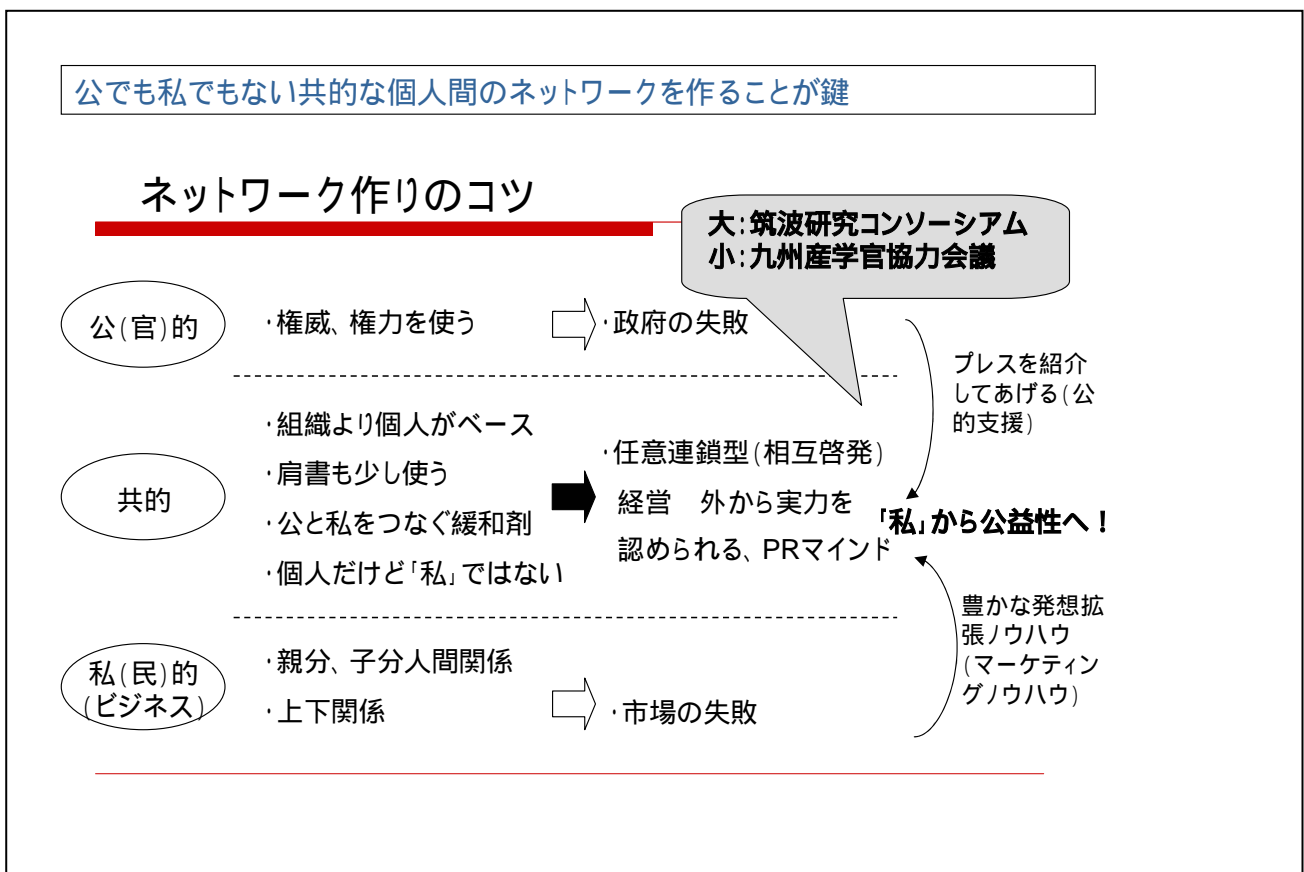 公でも私でもない共的な個人間のネットワークを作ることが鍵
ネットワーク作りのコツ
大:筑波研究コンソーシアム
小:九州産学官協力会議
公(官)的
・権威、権力を使う
・政府の失敗
プレスを紹介
してあげる(公
的支援)
共的
・組織より個人がベース
・肩書も少し使う
・公と私をつなぐ緩和剤
・個人だけど「私」ではない
・任意連鎖型(相互啓発)
経営　外から実力を
認められる、PRマインド
「私」から公益性へ!
私(民)的
(ビジネス)
・親分、子分人間関係
・上下関係
・市場の失敗
豊かな発想拡
張ノウハウ
(マーケティン
グノウハウ)